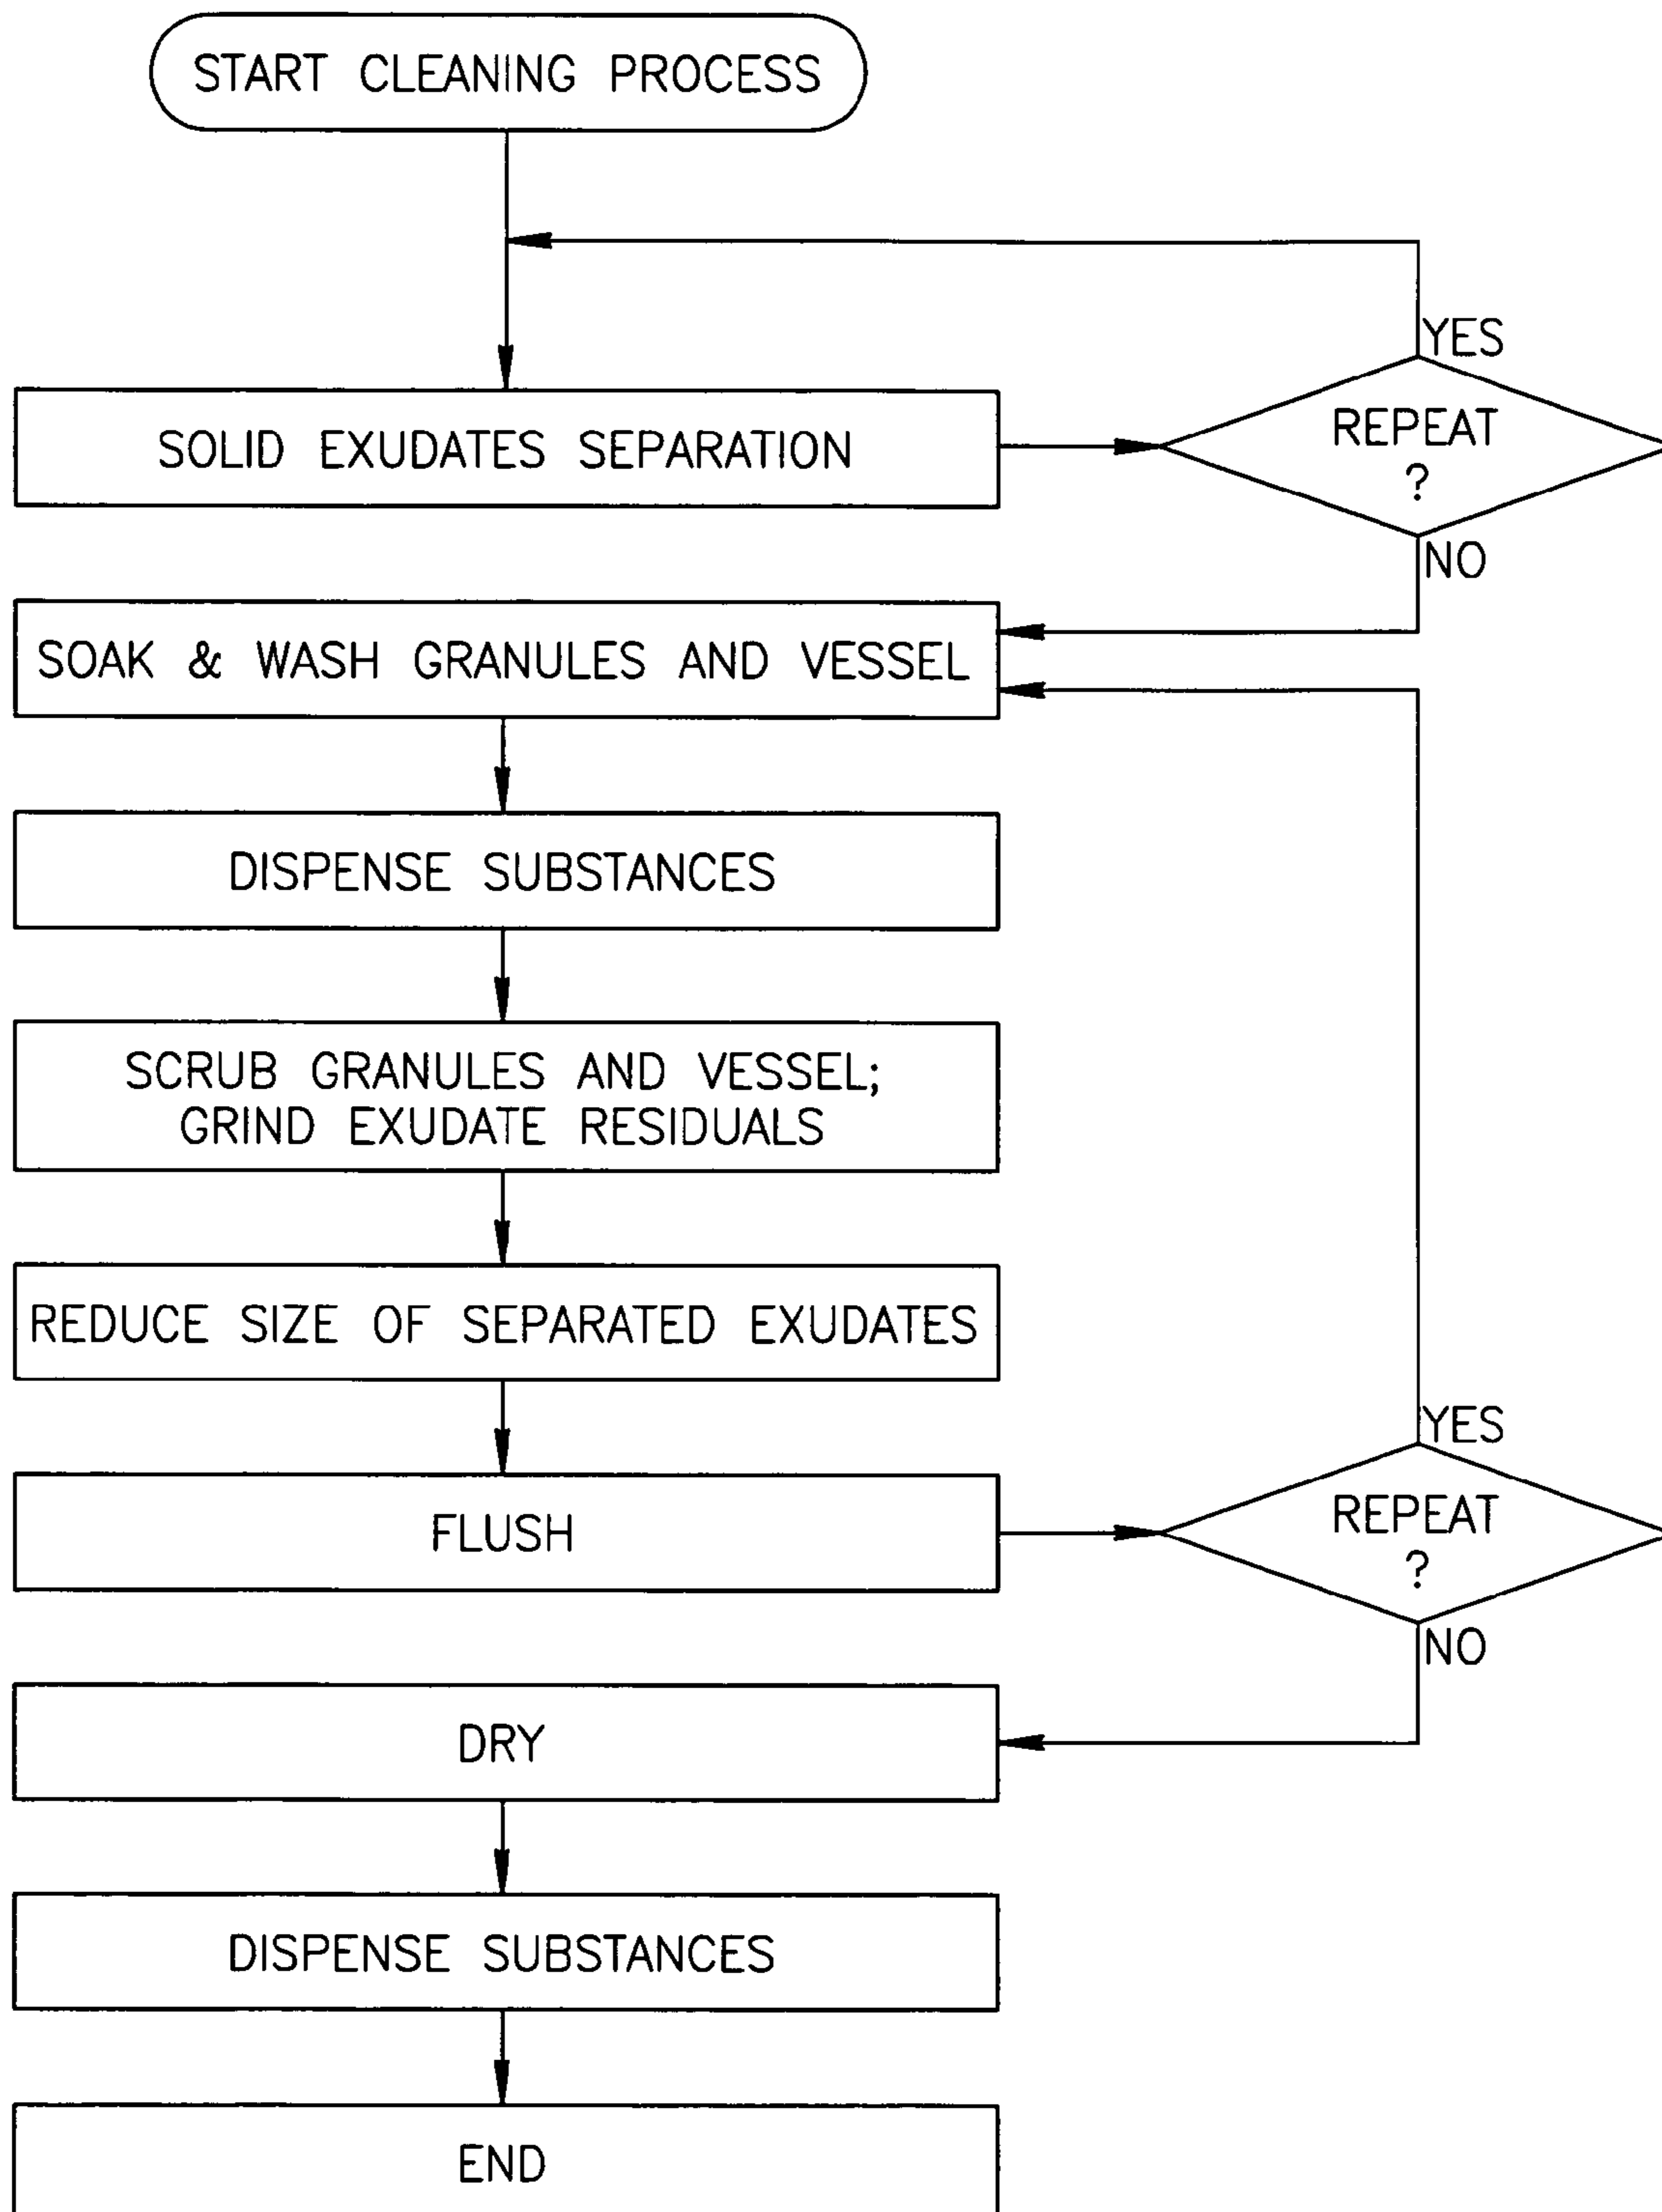 START CLEANING PROCESS
YES
SOLID EXUDATES SEPARATION
REPEAT
?
NO
SOAK & WASH GRANULES AND VESSEL
DISPENSE SUBSTANCES
SCRUB GRANULES AND VESSEL;
GRIND EXUDATE RESIDUALS
REDUCE SIZE OF SEPARATED EXUDATES
YES
FLUSH
REPEAT
?
NO
DRY
DISPENSE SUBSTANCES
END